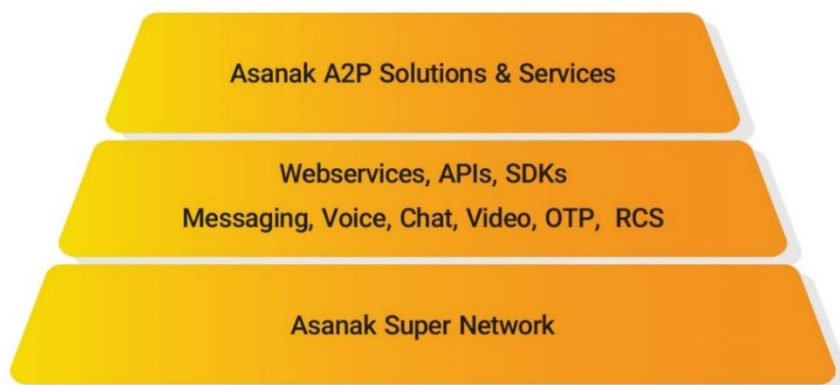 Asanak A2P Solutions & Services
Webservices, APIs, SDKs
Messaging, Voice, Chat, Video, OTP, RCS
Asanak Super Network